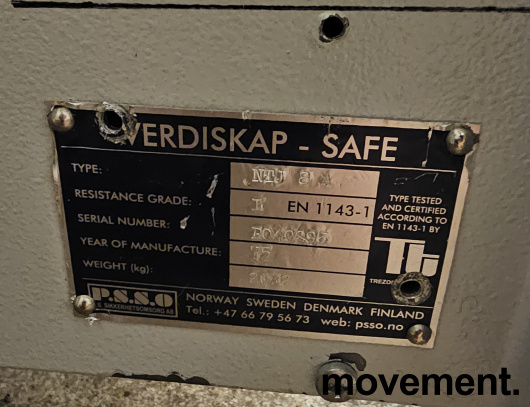 VERDISKAP - SAFE
TYPE: NTJ
RESISTANCE GRADE: I EN 1143-1
SERIAL NUMBER:
YEAR OF MANUFACTURE:
WEIGHT (kg):
TYPE TESTED
AND CERTIFIED
ACCORDING TO
EN 1143-1 BY
P.S.S.O
NORWAY SWEDEN DENMARK FINLAND
Tel.: +47 66 79 56 73 web: psso.no
movement.